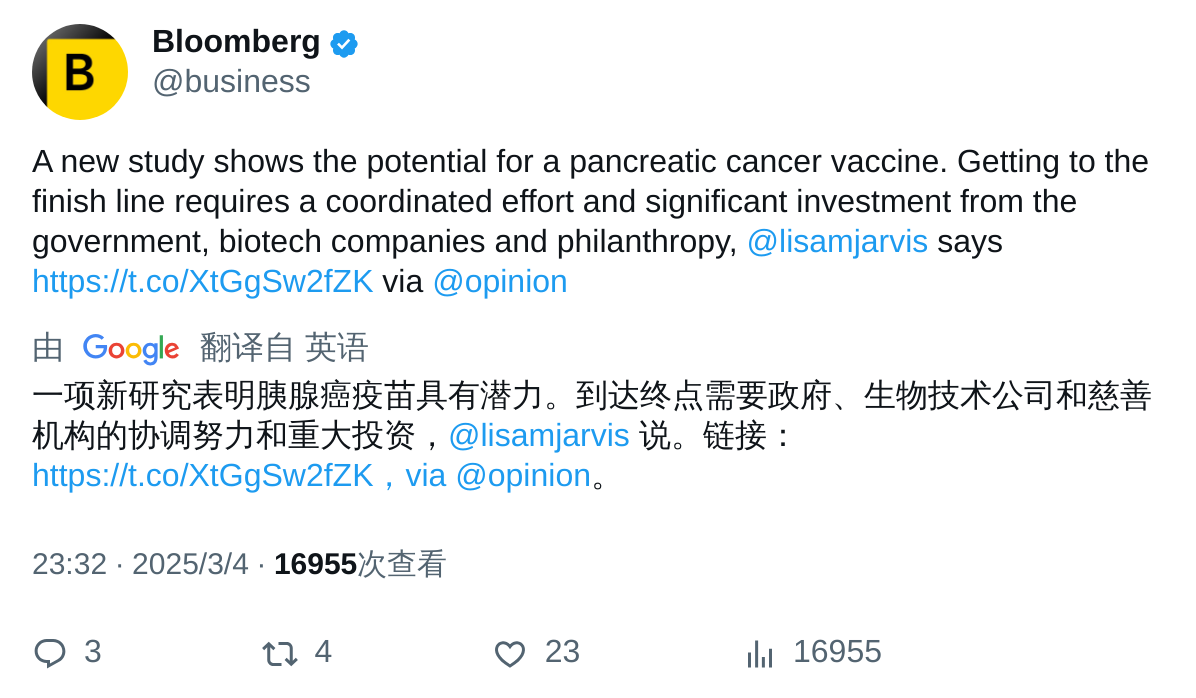 B
Bloomberg
@business
A new study shows the potential for a pancreatic cancer vaccine. Getting to the
finish line requires a coordinated effort and significant investment from the
government, biotech companies and philanthropy, @lisamjarvis says
https://t.co/XtGgSw2fZK via @opinion
由 Google 翻译自 英语
一项新研究表明胰腺癌疫苗具有潜力。到达终点需要政府、生物技术公司和慈善
机构的协调努力和重大投资，@lisamjarvis 说。链接：
https://t.co/XtGgSw2fZK，via @opinion。
23:32 · 2025/3/4 · 16955次查看
3 4 23 16955